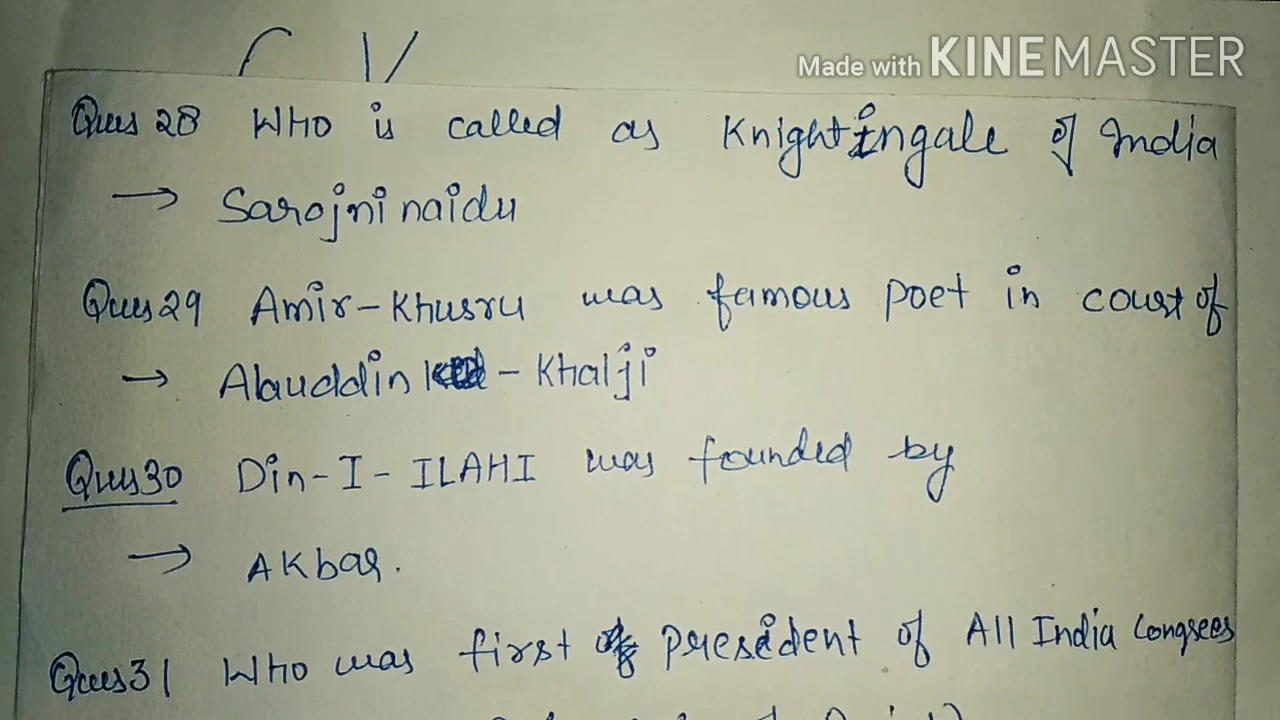 Made with KINEMASTER
Ques 28 Who is called as KnightIngale of India
→ Sarojni naidu
Ques 29 Amir-Khusru was famous poet in court of
→ Alauddin - Khalji
Ques 30 Din-I-ILAHI was founded by
→ Akbar.
Ques 31 Who was first president of All India Congrees